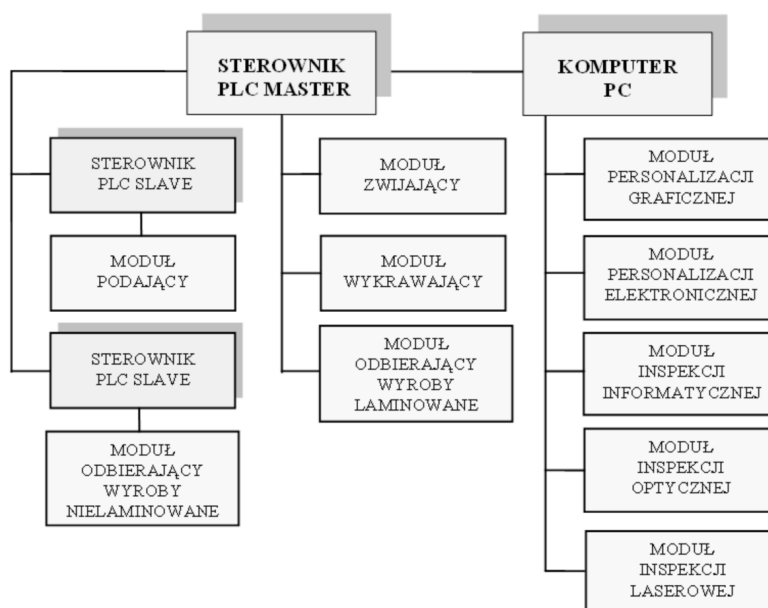 STEROWNIK
PLC MASTER
KOMPUTER
PC
STEROWNIK
PLC SLAVE
MODUŁ
PODAJĄCY
STEROWNIK
PLC SLAVE
MODUŁ
ODBIERAJĄCY
WYROBY
NIELAMINOWANE
MODUŁ
ZWIJAJĄCY
MODUŁ
WYKRAWAJĄCY
MODUŁ
ODBIERAJĄCY
WYROBY
LAMINOWANE
MODUŁ
PERSONALIZACJI
GRAFICZNEJ
MODUŁ
PERSONALIZACJI
ELEKTRONICZNEJ
MODUŁ
INSPEKCJI
INFORMATYCZNEJ
MODUŁ
INSPEKCJI
OPTYCZNEJ
MODUŁ
INSPEKCJI
LASEROWEJ